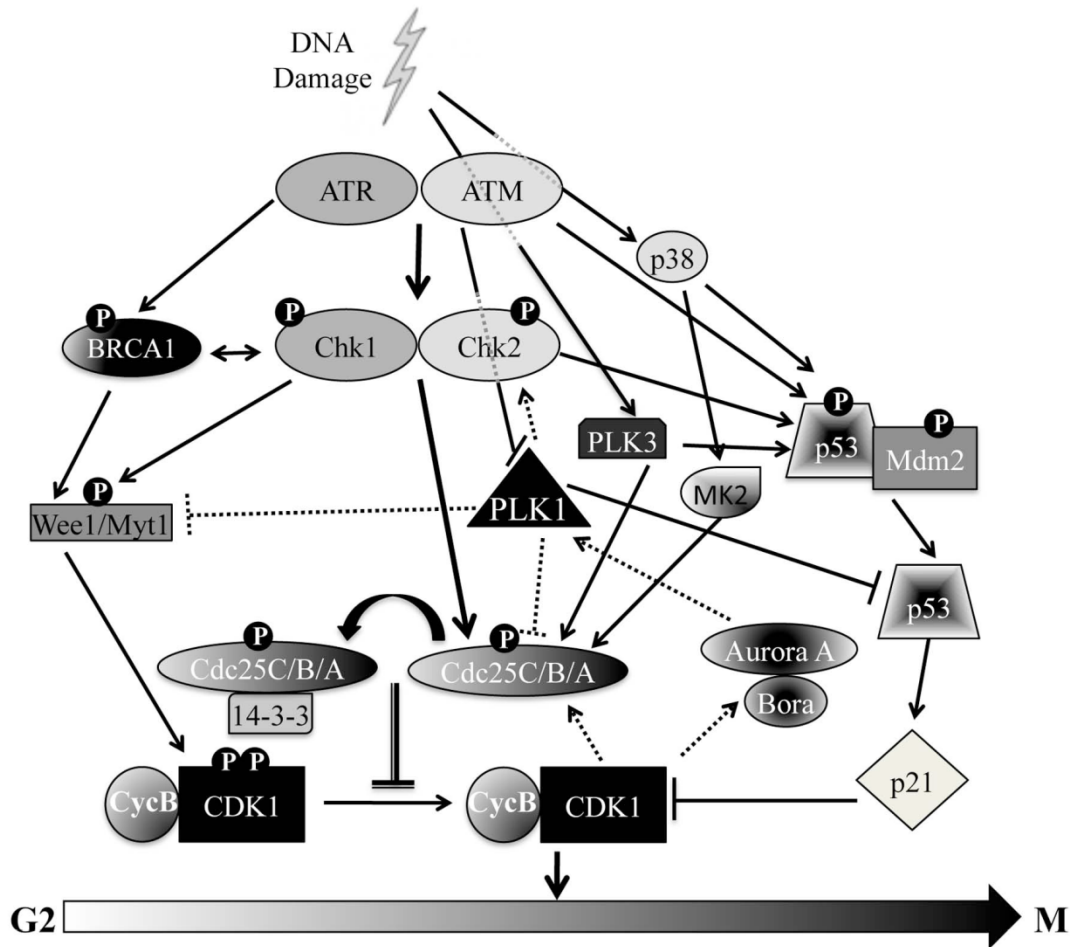 DNA
Damage
ATR
ATM
p38
P
P
P
BRCA1
Chk1
Chk2
P
P
PLK3
p53
Mdm2
P
MK2
Wee1/Myt1
PLK1
p53
P
P
Aurora A
Cdc25C/B/A
Cdc25C/B/A
Bora
14-3-3
P P
CycB
CDK1
CycB
CDK1
p21
G2
M